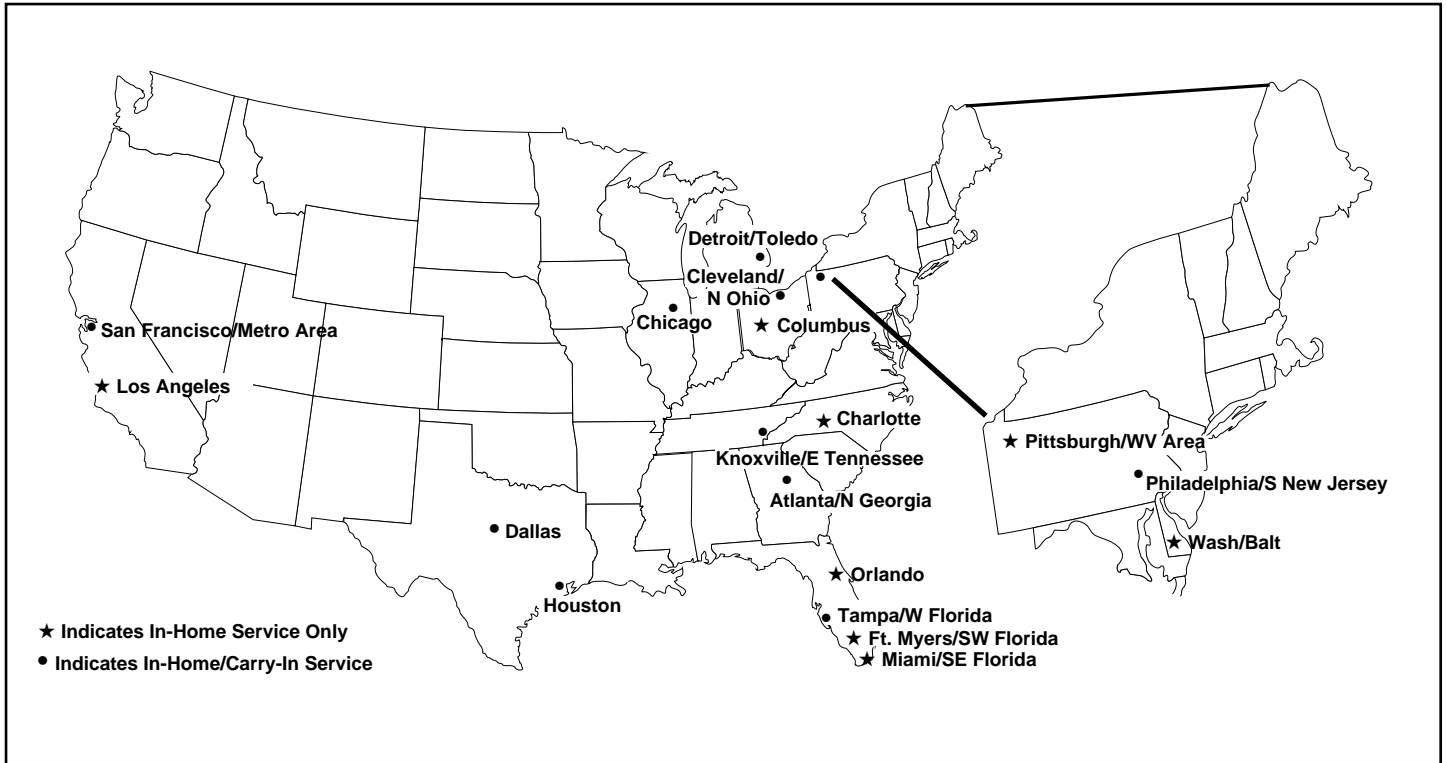 Detroit/Toledo
Cleveland/
N Ohio
Chicago
Columbus
San Francisco/Metro Area
Los Angeles
Charlotte
Knoxville/E Tennessee
Atlanta/N Georgia
Pittsburgh/WV Area
Philadelphia/S New Jersey
Wash/Balt
Dallas
Houston
Orlando
Tampa/W Florida
Ft. Myers/SW Florida
Miami/SE Florida
★ Indicates In-Home Service Only
● Indicates In-Home/Carry-In Service